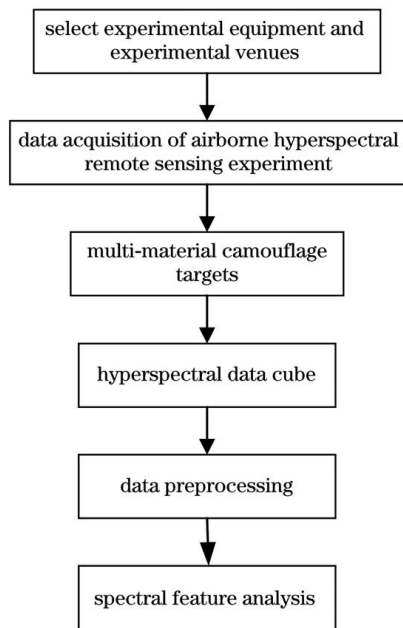 select experimental equipment and
experimental venues
data acquisition of airborne hyperspectral
remote sensing experiment
multi-material camouflage
targets
hyperspectral data cube
data preprocessing
spectral feature analysis